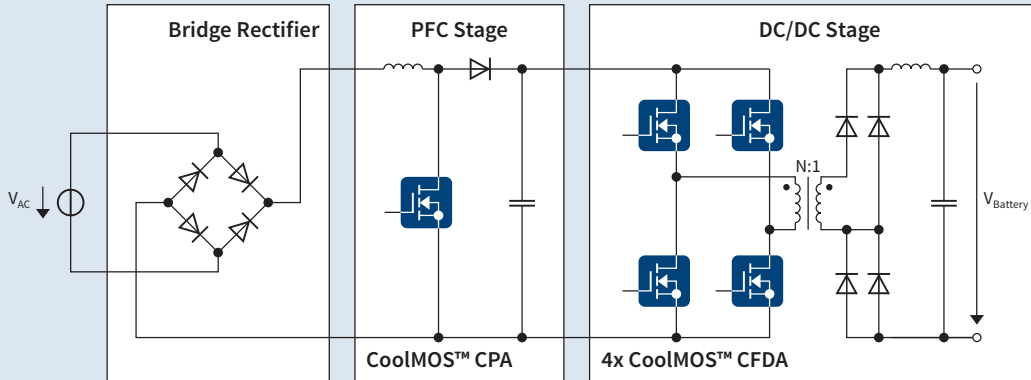 Bridge Rectifier
PFC Stage
DC/DC Stage
N:1
VAC
VBattery
CoolMOS™ CPA
4x CoolMOS™ CFDA